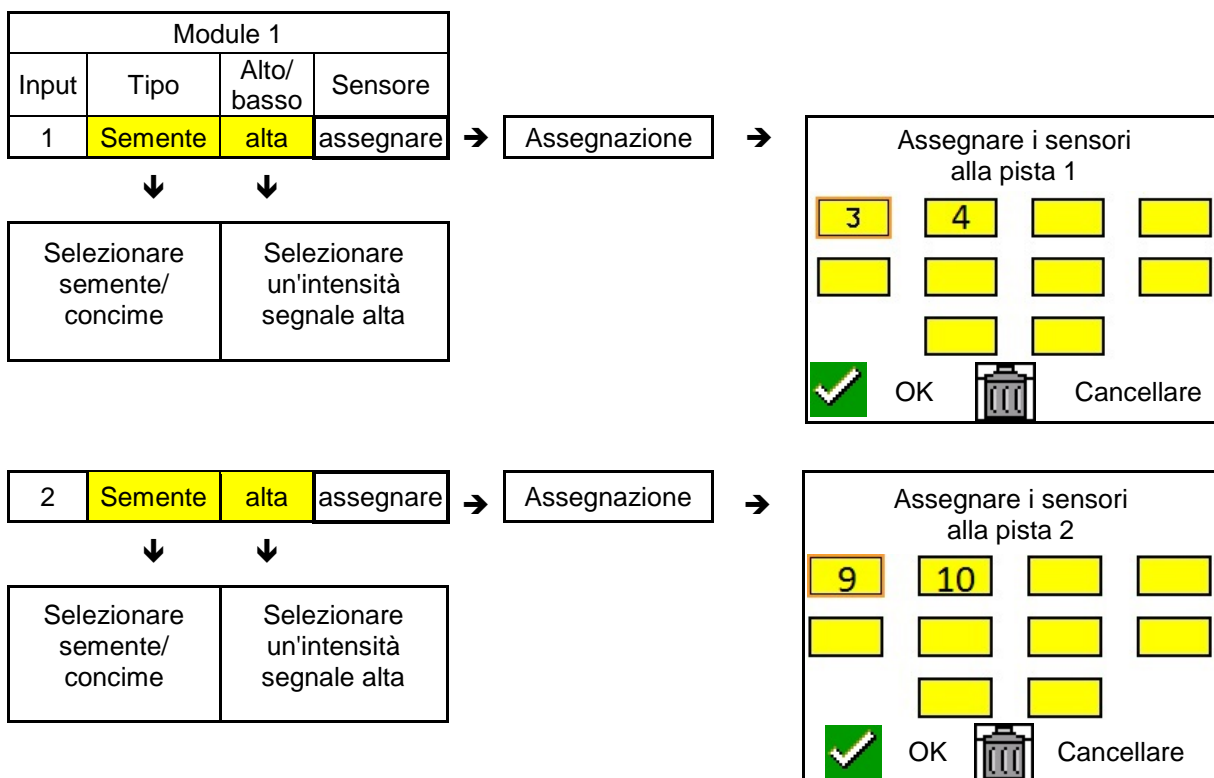 Module 1
Input Tipo Alto/ basso Sensore
1 Semente alta assegnare ➔ Assegnazione ➔
Assegnare i sensori
alla pista 1
3 4
Selezionare
semente/
concime
Selezionare
un'intensità
segnale alta
OK Cancellare
2 Semente alta assegnare ➔ Assegnazione ➔
Assegnare i sensori
alla pista 2
9 10
Selezionare
semente/
concime
Selezionare
un'intensità
segnale alta
OK Cancellare